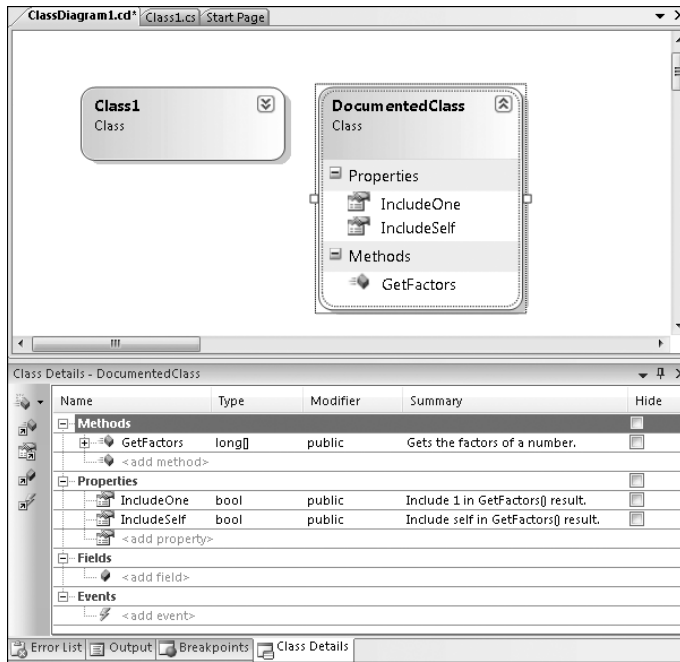 ClassDiagram1.cd* Class1.cs Start Page
Class1
Class
DocumentedClass
Class
Properties
IncludeOne
IncludeSelf
Methods
GetFactors
Class Details - DocumentedClass
Name Type Modifier Summary Hide
Methods
GetFactors long[] public Gets the factors of a number.
<add method>
Properties
IncludeOne bool public Include 1 in GetFactors() result.
IncludeSelf bool public Include self in GetFactors() result.
<add property>
Fields
<add field>
Events
<add event>
Error List Output Breakpoints Class Details